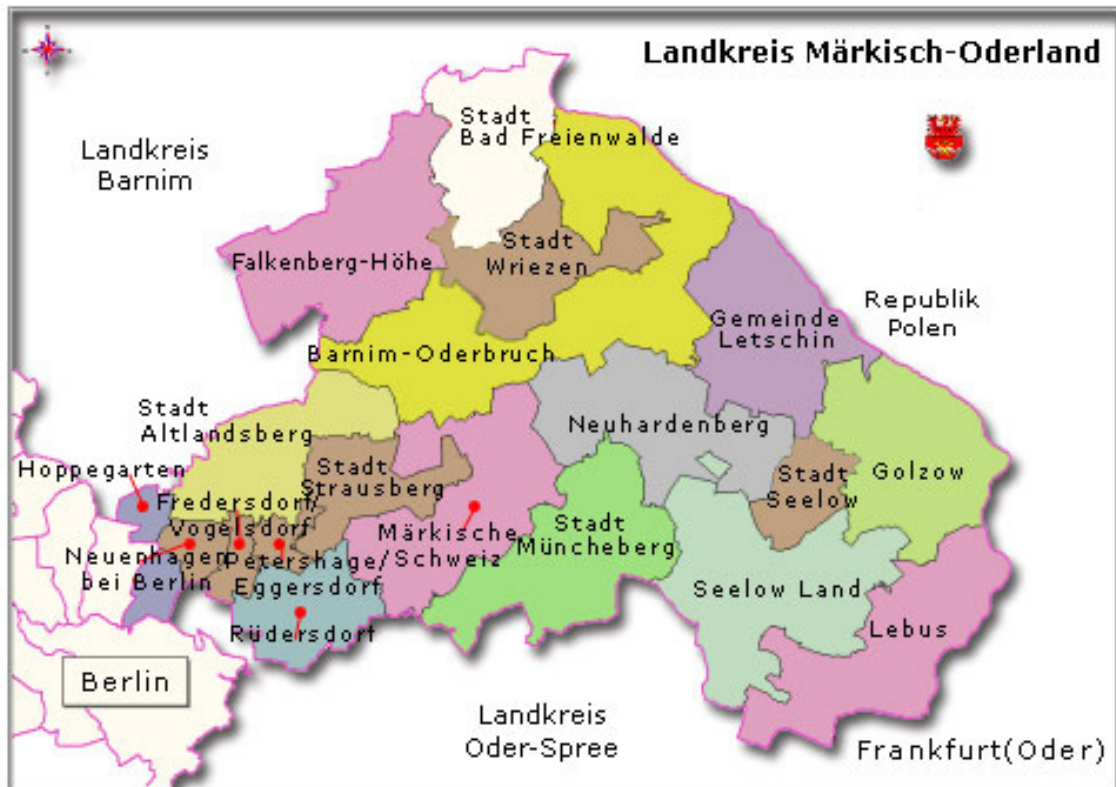 Landkreis Märkisch-Oderland
Stadt
Bad Freienwalde
Landkreis
Barnim
Stadt
Wriezen
Falkenberg-Höhe
Republik
Polen
Gemeinde
Letschin
Barnim-Oderbruch
Stadt
Altlandsberg
Neuhardenberg
Hoppegarten
Stadt
Strausberg
Stadt
Seelow
Golzow
Fredersdorf/
Vogelsdorf
Märkische
Schweiz
Stadt
Müncheberg
Neuenhagen
bei Berlin
Petershage/
Eggersdorf
Seelow Land
Rüdersdorf
Lebus
Berlin
Landkreis
Oder-Spree
Frankfurt(Oder)